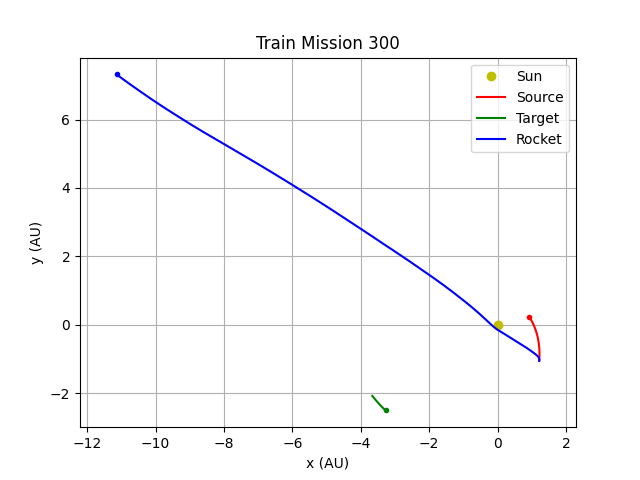 Train Mission 300
Sun
Source
Target
Rocket
6
4
2
0
−2
y (AU)
−12
−10
−8
−6
−4
−2
0
2
x (AU)